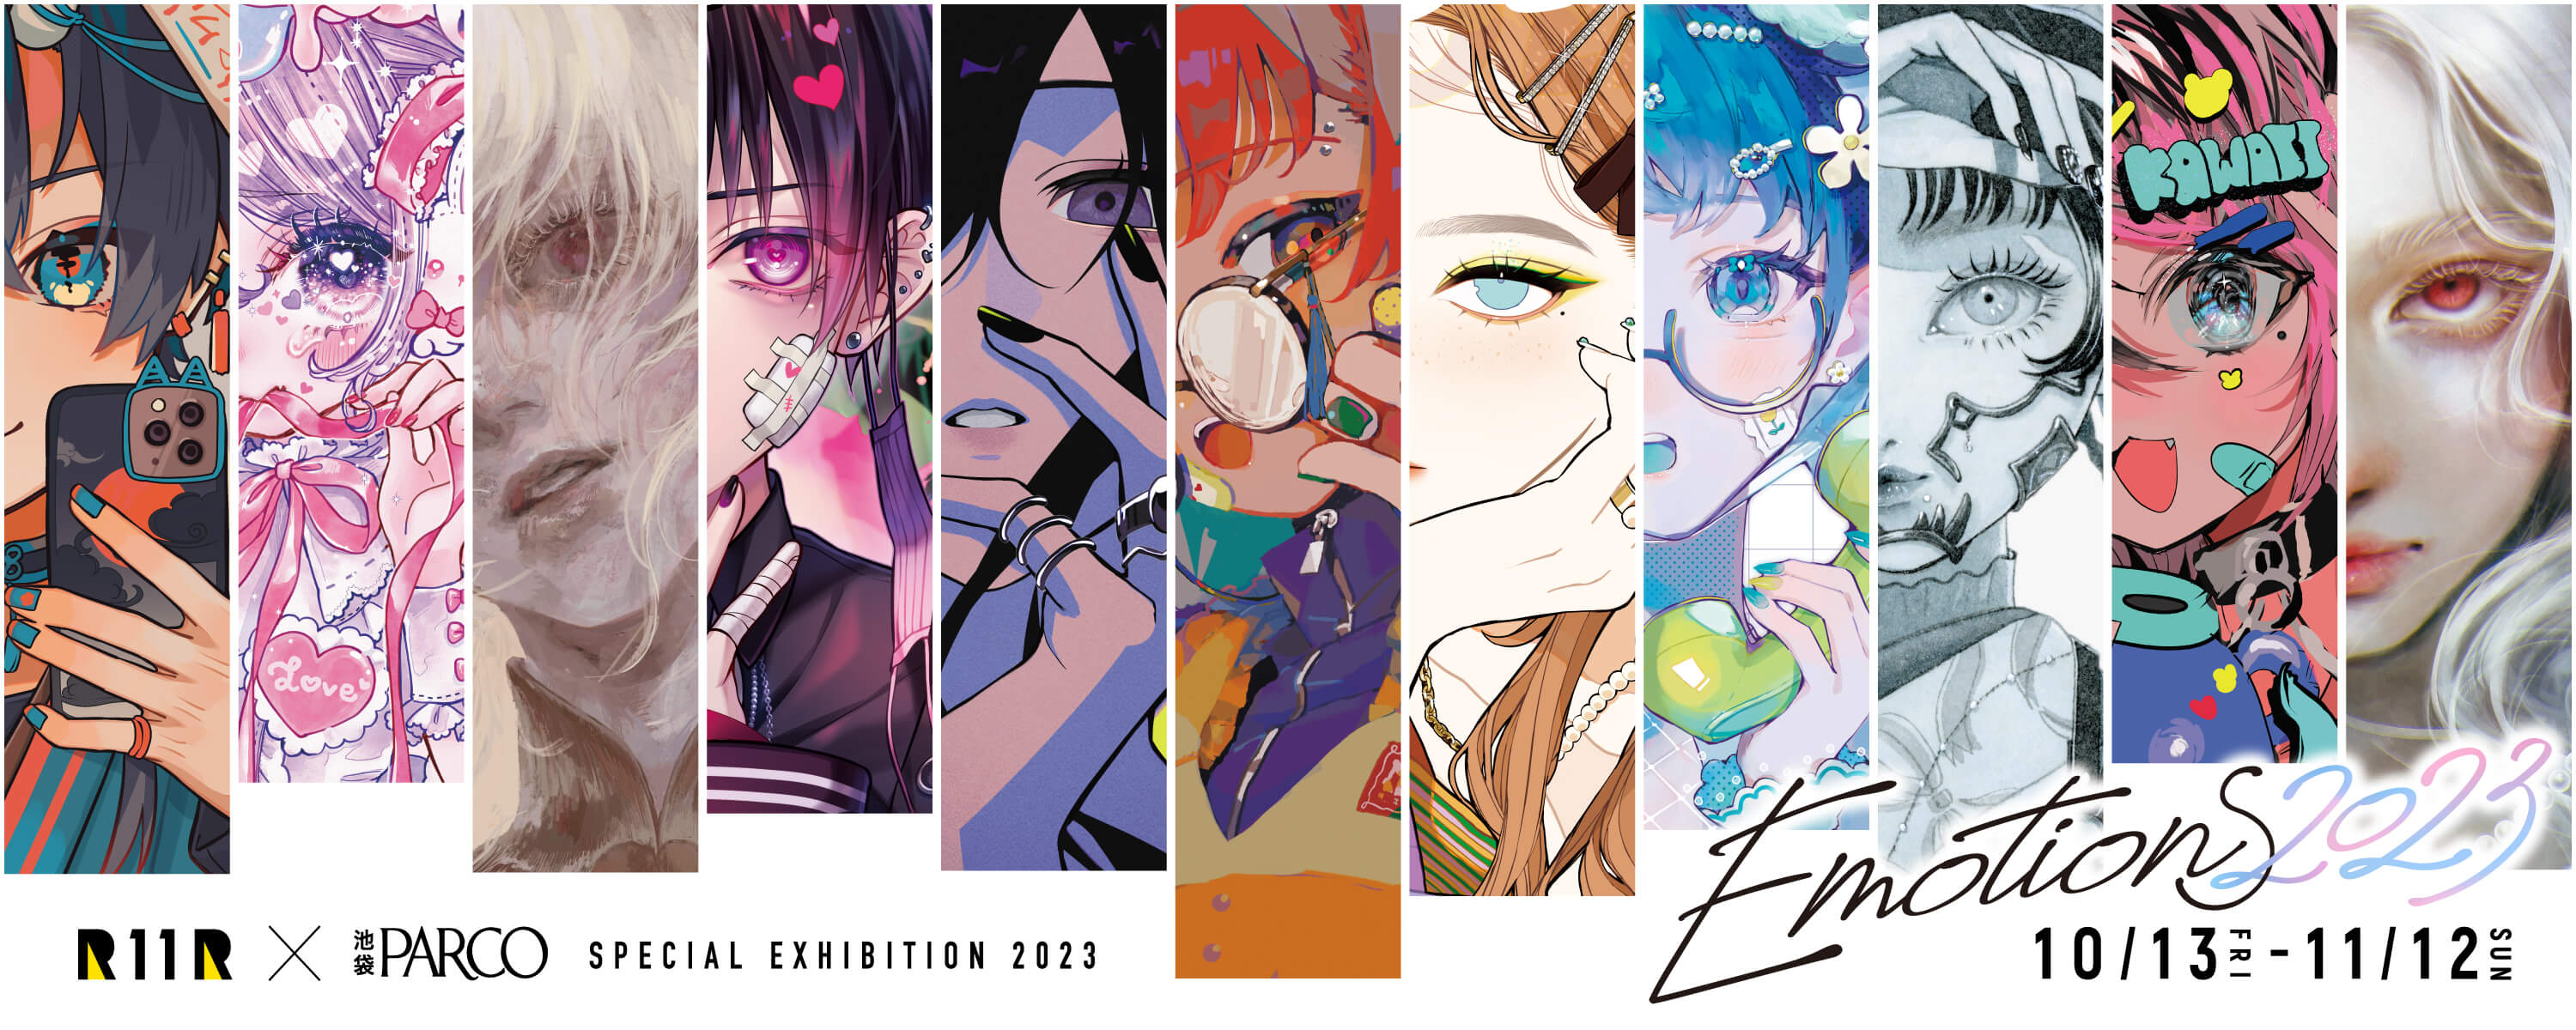 Love
KAWAII
Emotions 2023
R11R × 池袋 PARCO SPECIAL EXHIBITION 2023
10/13 FRI - 11/12 SUN